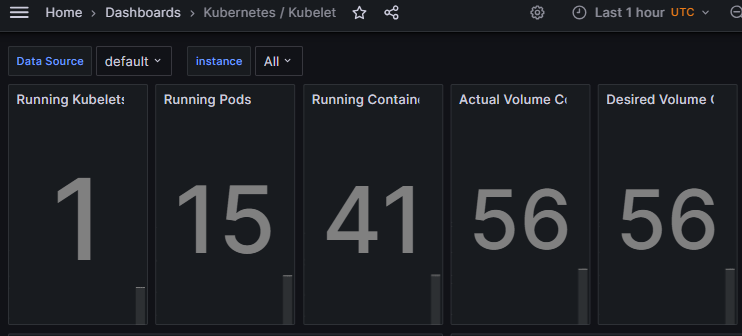 Home > Dashboards > Kubernetes / Kubelet Last 1 hour UTC
Data Source default instance All
Running Kubelets Running Pods Running Contain Actual Volume Co Desired Volume C
1 15 41 56 56